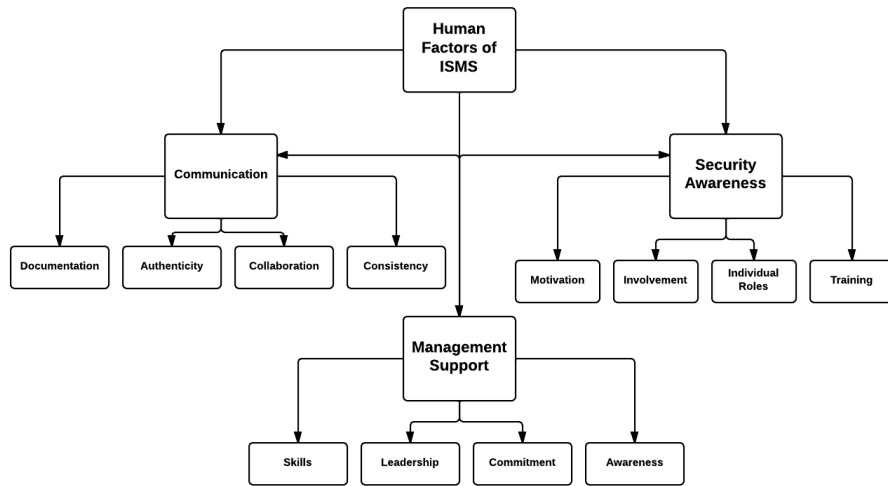 Human
Factors of
ISMS
Communication
Security
Awareness
Documentation
Authenticity
Collaboration
Consistency
Motivation
Involvement
Individual
Roles
Training
Management
Support
Skills
Leadership
Commitment
Awareness